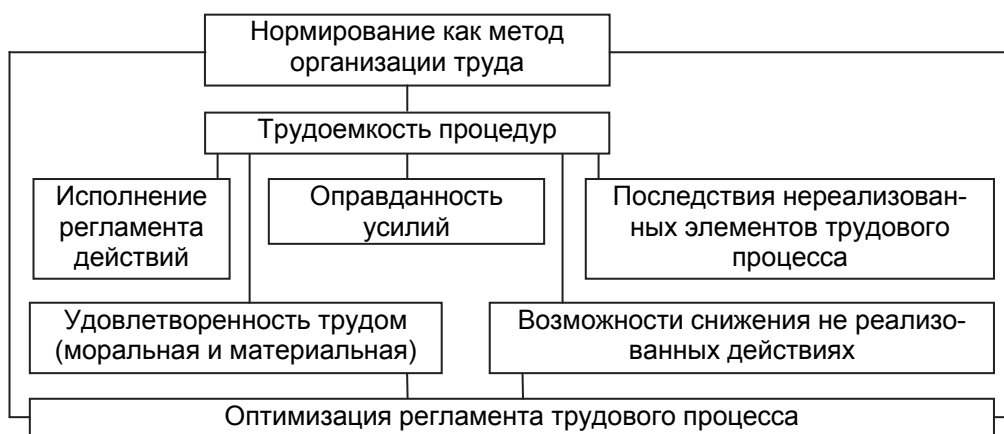 Нормирование как метод
организации труда
Трудоемкость процедур
Исполнение
регламента
действий
Оправданность
усилий
Последствия нереализован-
ных элементов трудового
процесса
Удовлетворенность трудом
(моральная и материальная)
Возможности снижения не реализо-
ванных действиях
Оптимизация регламента трудового процесса